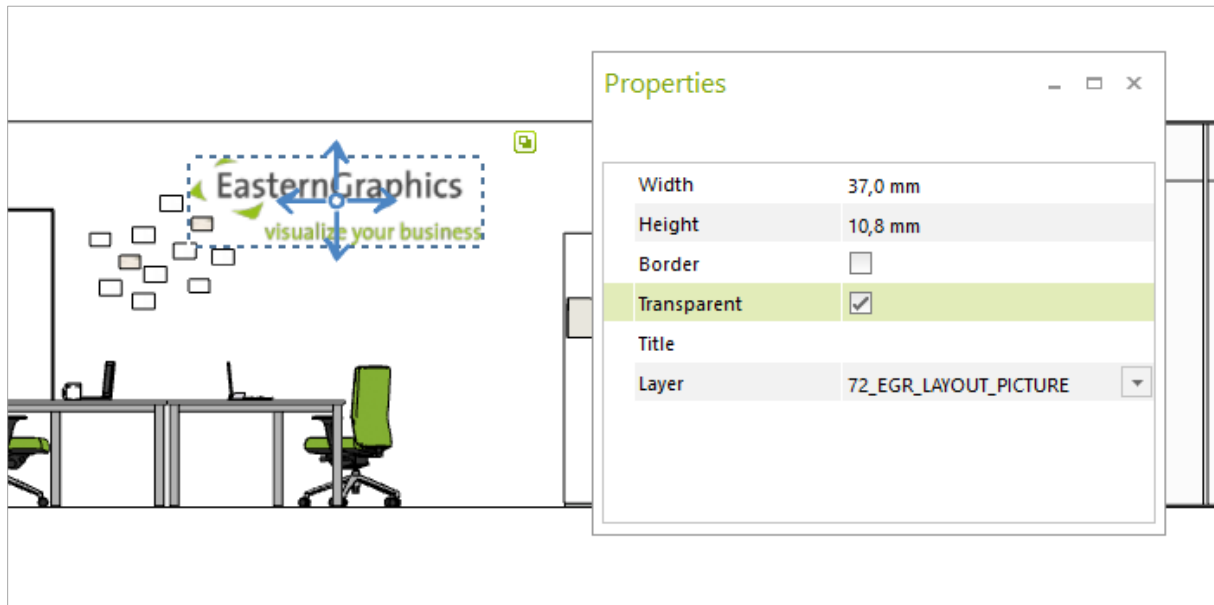 Properties
EasternGraphics
visualize your business
Width 37,0 mm
Height 10,8 mm
Border
Transparent
Title
Layer 72_EGR_LAYOUT_PICTURE